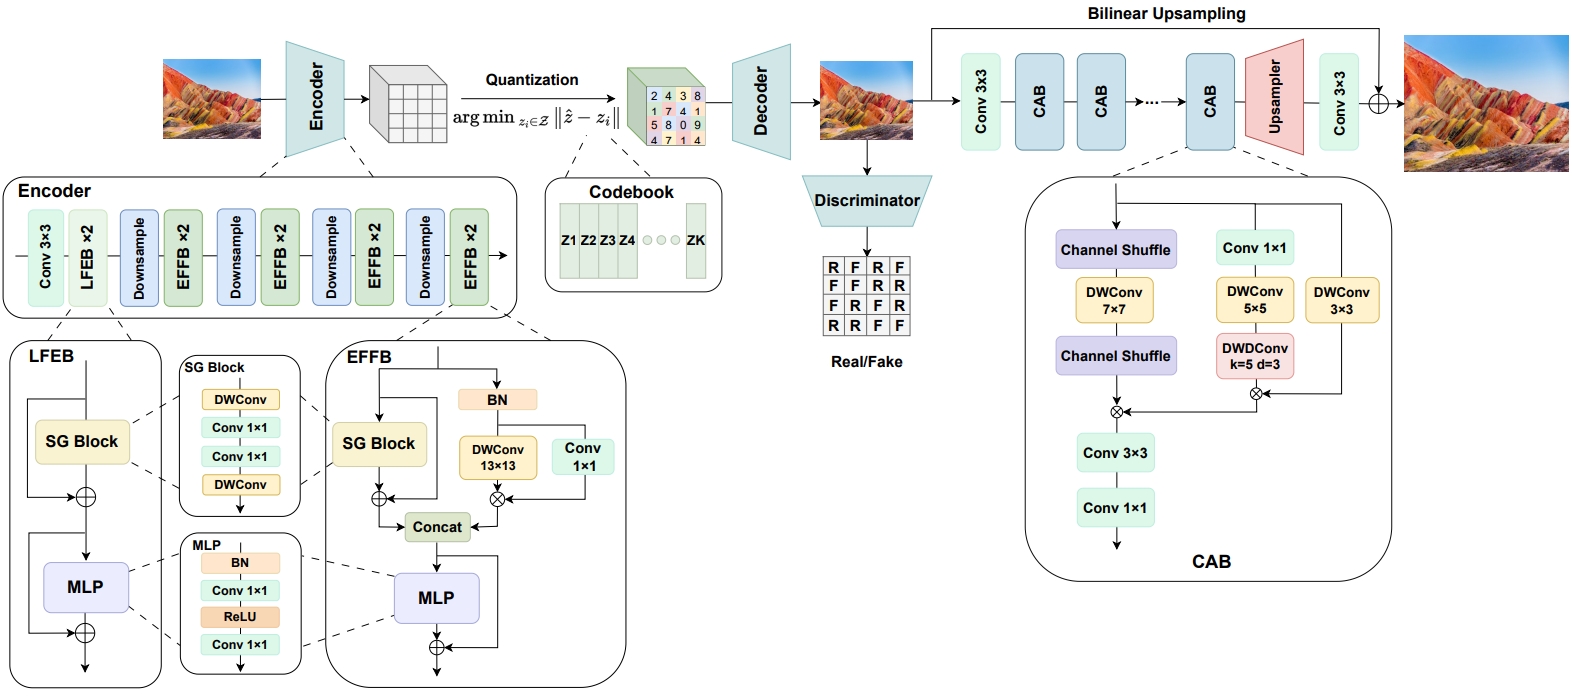 Bilinear Upsampling
Encoder
Quantization
arg min z_i∈𝒵 ‖ẑ − z_i‖
2 4 3 8
1 7 4 1
5 8 0 9
4 7 1 4
Decoder
Conv 3x3
CAB
CAB
...
CAB
Upsampler
Conv 3×3
Discriminator
R F R F
F F R R
F R F R
R R F F
Real/Fake
Encoder
Conv 3×3
LFEB ×2
Downsample
EFFB ×2
Downsample
EFFB ×2
Downsample
EFFB ×2
Downsample
EFFB ×2
Codebook
Z1 Z2 Z3 Z4 ZK
LFEB
SG Block
MLP
SG Block
DWConv
Conv 1×1
Conv 1×1
DWConv
MLP
BN
Conv 1×1
ReLU
Conv 1×1
EFFB
SG Block
BN
DWConv
13×13
Conv
1×1
Concat
MLP
Channel Shuffle
DWConv
7×7
Channel Shuffle
Conv 1×1
DWConv
5×5
DWDConv
k=5 d=3
DWConv
3×3
Conv 3×3
Conv 1×1
CAB